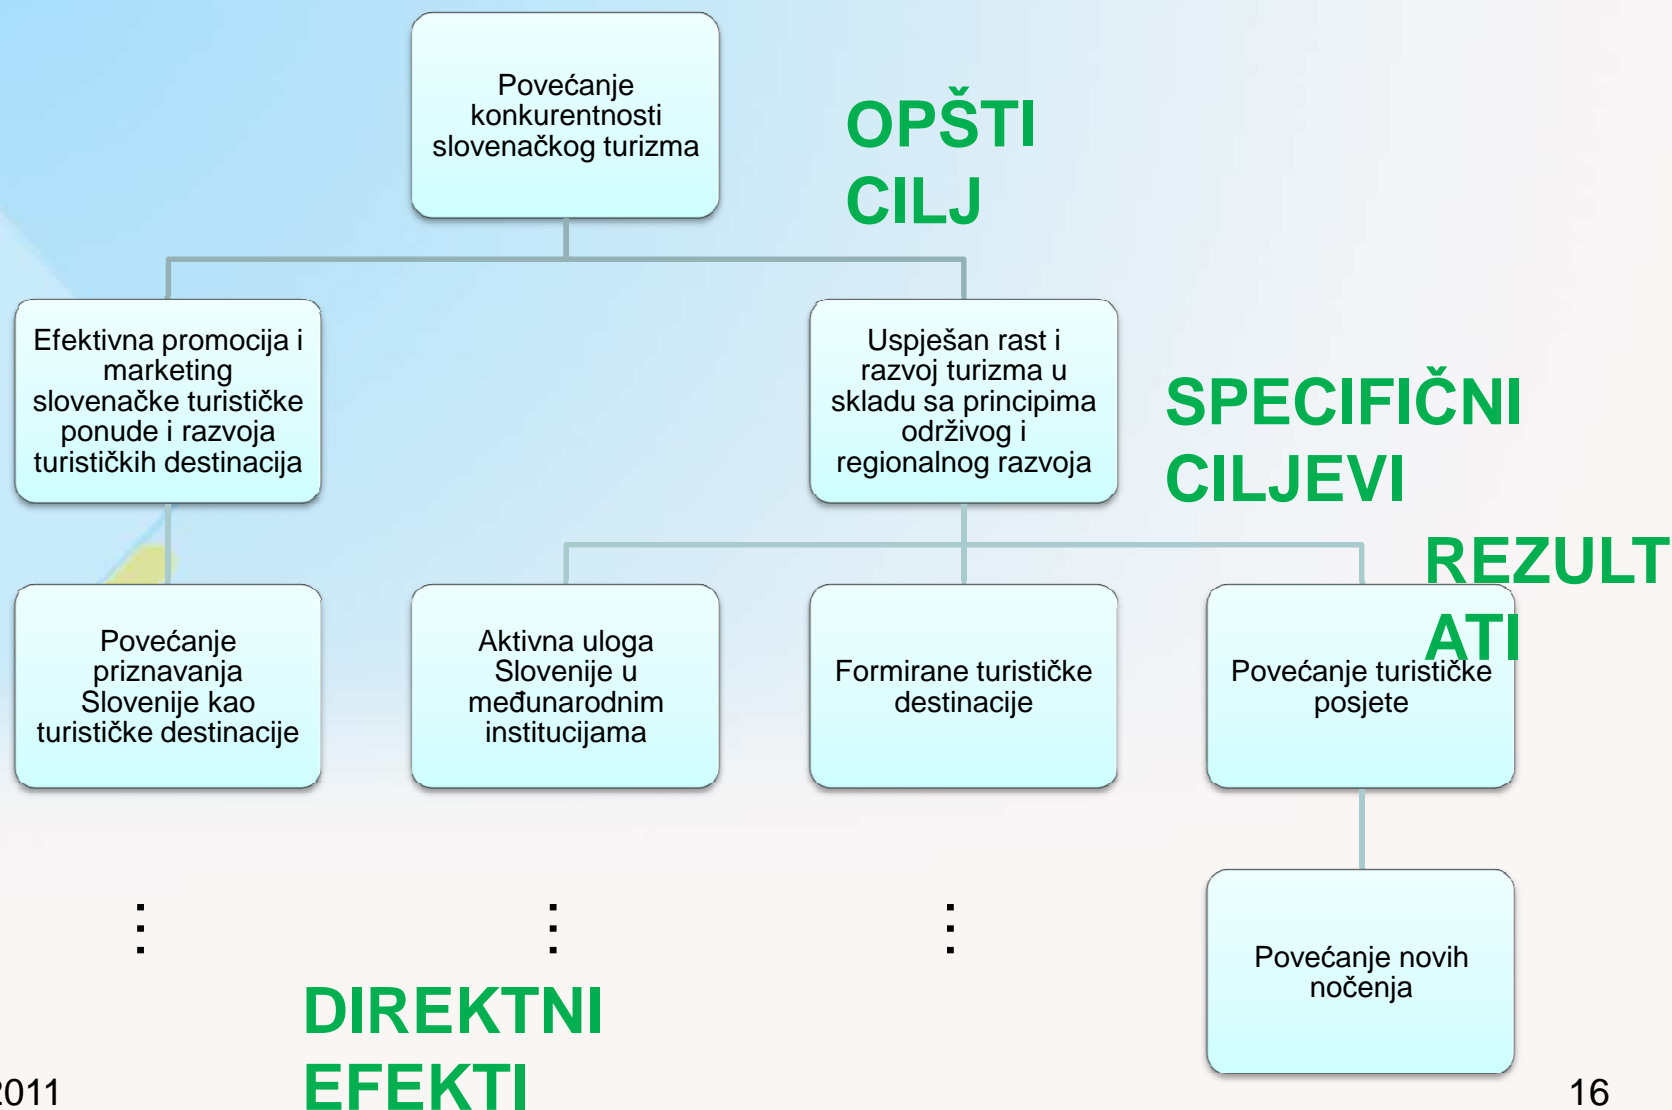 Povećanje
konkurentnosti
slovenačkog turizma
OPŠTI
CILJ
Efektivna promocija i
marketing
slovenačke turističke
ponude i razvoja
turističkih destinacija
Uspješan rast i
razvoj turizma u
skladu sa principima
održivog i
regionalnog razvoja
SPECIFIČNI
CILJEVI
REZULT
ATI
Povećanje
priznavanja
Slovenije kao
turističke destinacije
Aktivna uloga
Slovenije u
međunarodnim
institucijama
Formirane turističke
destinacije
Povećanje turističke
posjete
...
...
...
Povećanje novih
nočenja
DIREKTNI
EFEKTI
2011
16